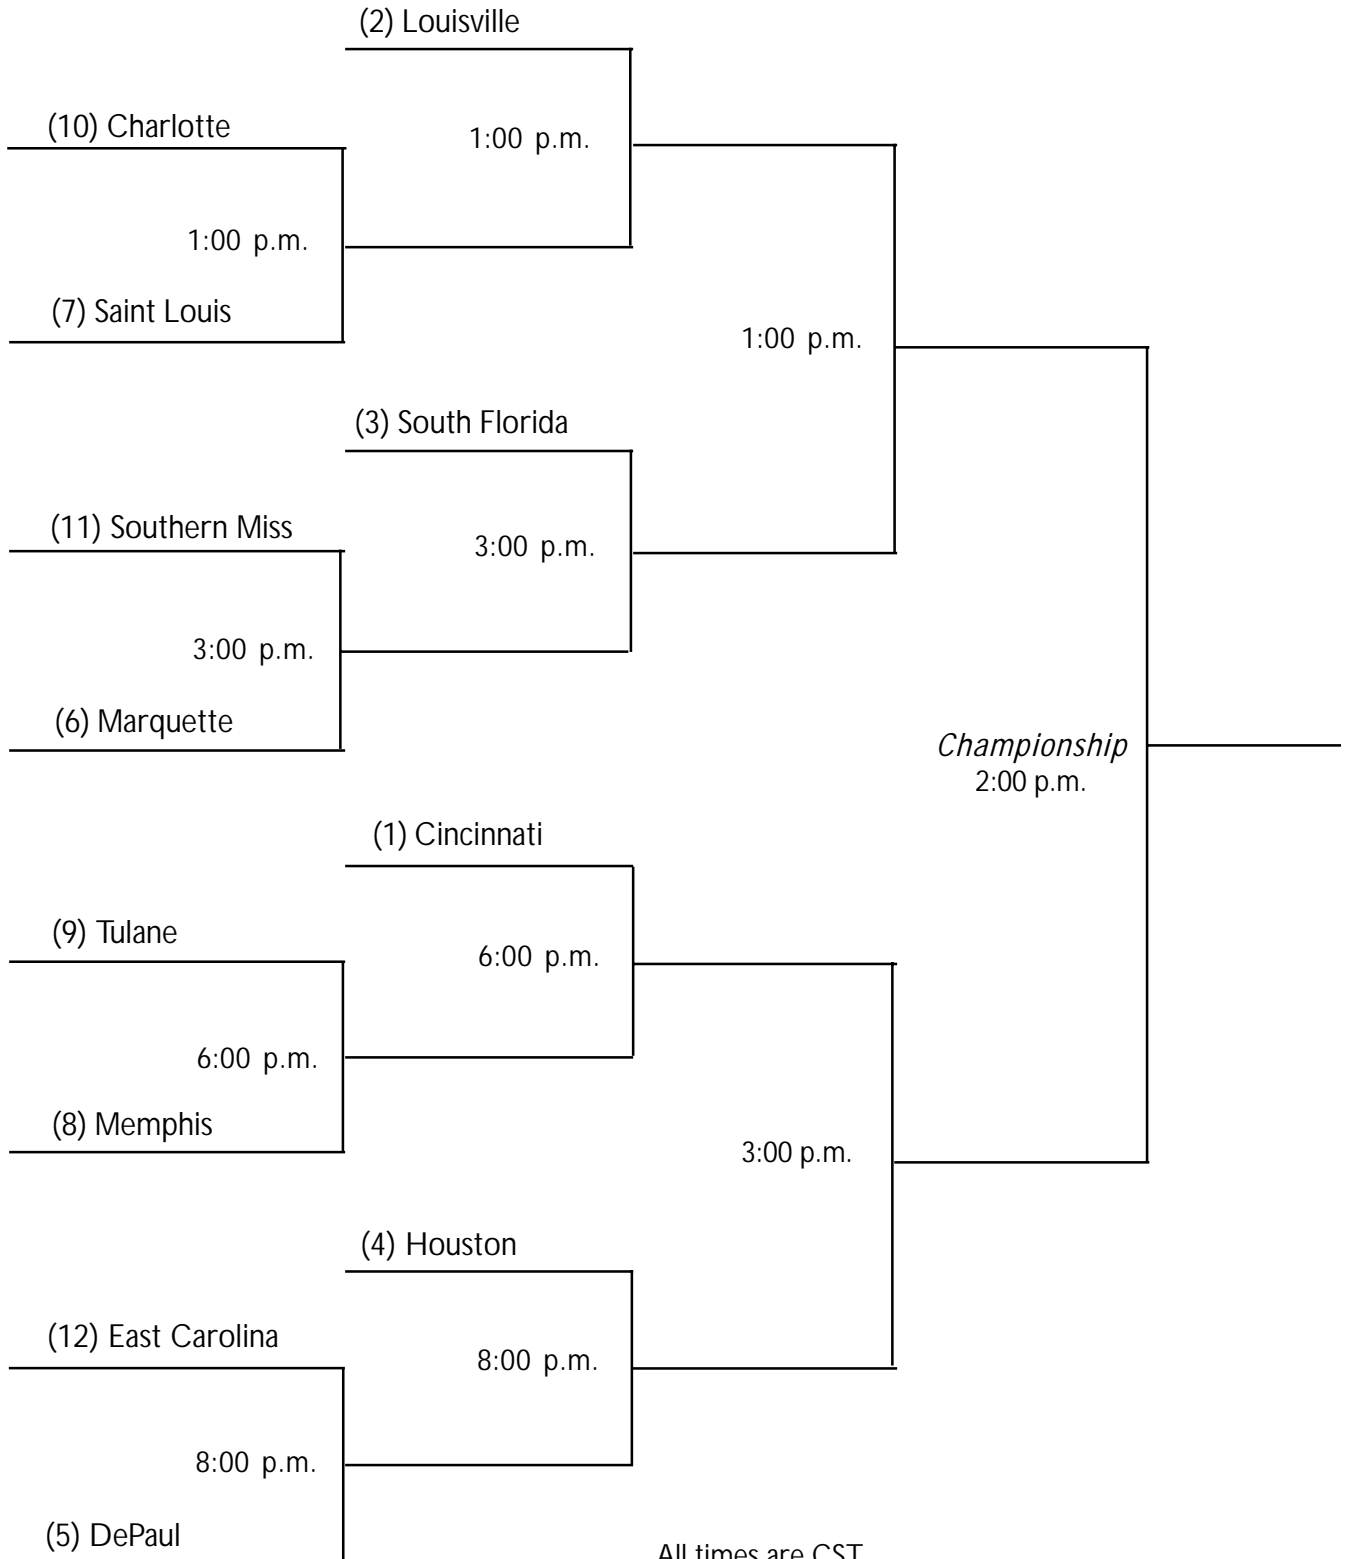 (2) Louisville
(10) Charlotte
1:00 p.m.
1:00 p.m.
(7) Saint Louis
1:00 p.m.
(3) South Florida
(11) Southern Miss
3:00 p.m.
3:00 p.m.
(6) Marquette
Championship
2:00 p.m.
(1) Cincinnati
(9) Tulane
6:00 p.m.
6:00 p.m.
(8) Memphis
3:00 p.m.
(4) Houston
(12) East Carolina
8:00 p.m.
8:00 p.m.
(5) DePaul
All times are CST